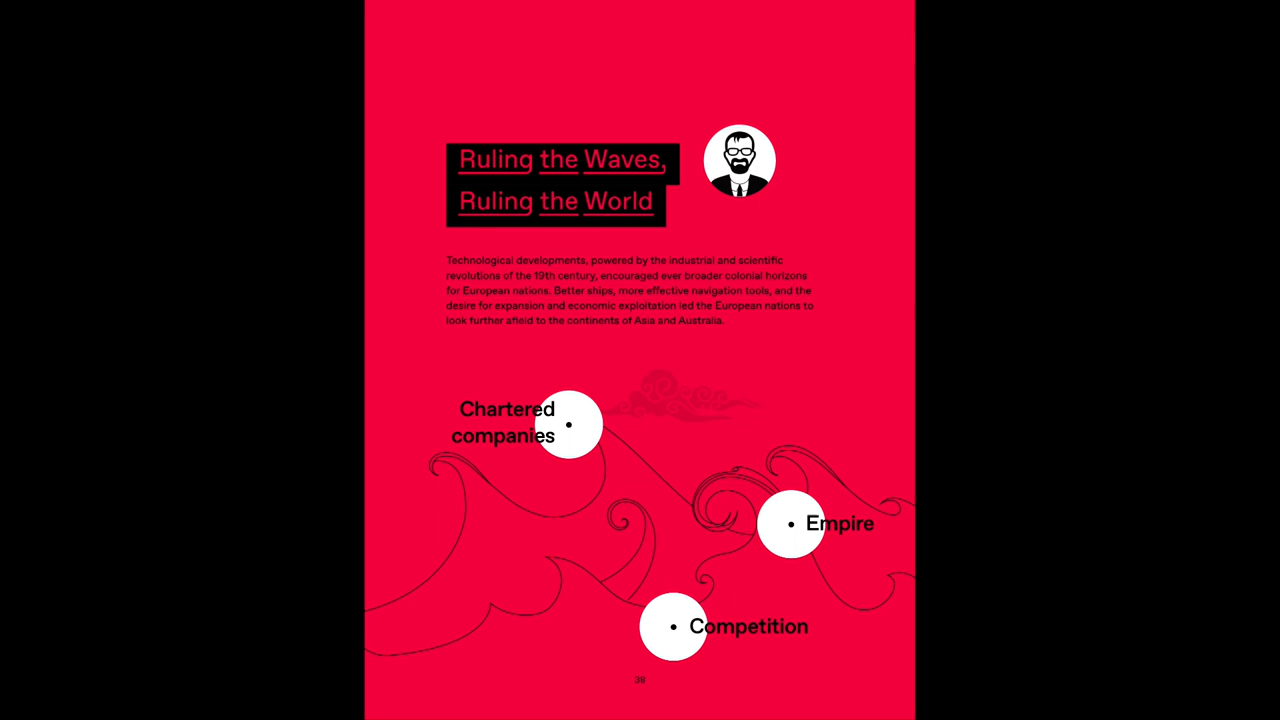 Ruling the Waves,
Ruling the World
Technological developments, powered by the industrial and scientific
revolutions of the 19th century, encouraged ever broader colonial horizons
for European nations. Better ships, more effective navigation tools, and the
desire for expansion and economic exploitation led the European nations to
look further afield to the continents of Asia and Australia.
Chartered
companies
Empire
Competition
38